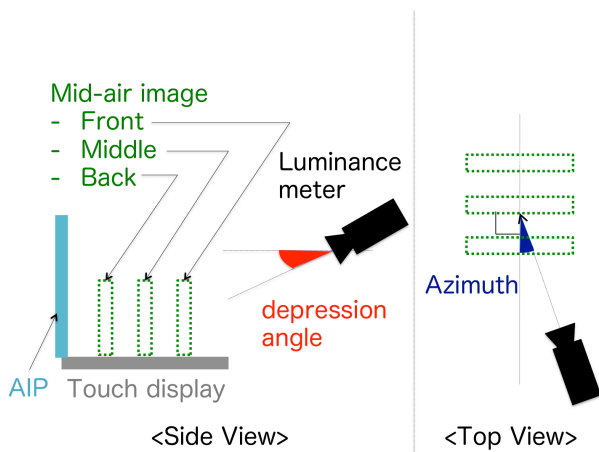 Mid-air image
- Front
- Middle
- Back
Luminance
meter
depression
angle
AIP
Touch display
<Side View>
Azimuth
<Top View>